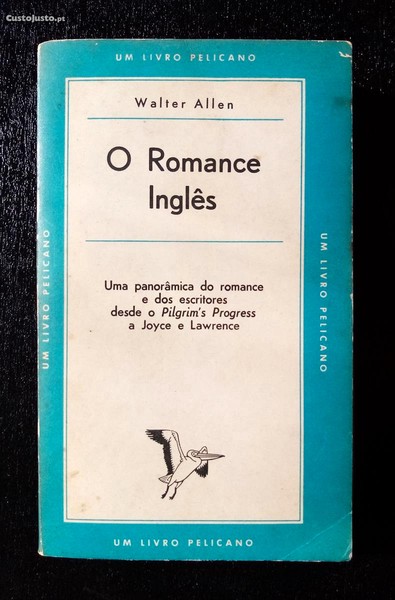 CustoJusto.pt
UM LIVRO PELICANO
Walter Allen
O Romance
Inglês
Uma panorâmica do romance
e dos escritores
desde o Pilgrim's Progress
a Joyce e Lawrence
UM LIVRO PELICANO
UM LIVRO PELICANO
UM LIVRO PELICANO